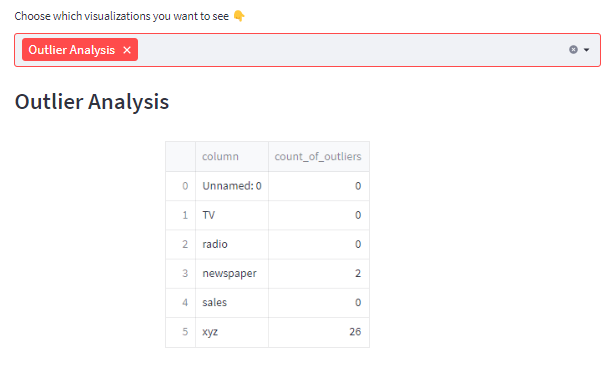 Choose which visualizations you want to see 👇
Outlier Analysis ×
Outlier Analysis
column count_of_outliers
0 Unnamed: 0 0
1 TV 0
2 radio 0
3 newspaper 2
4 sales 0
5 xyz 26